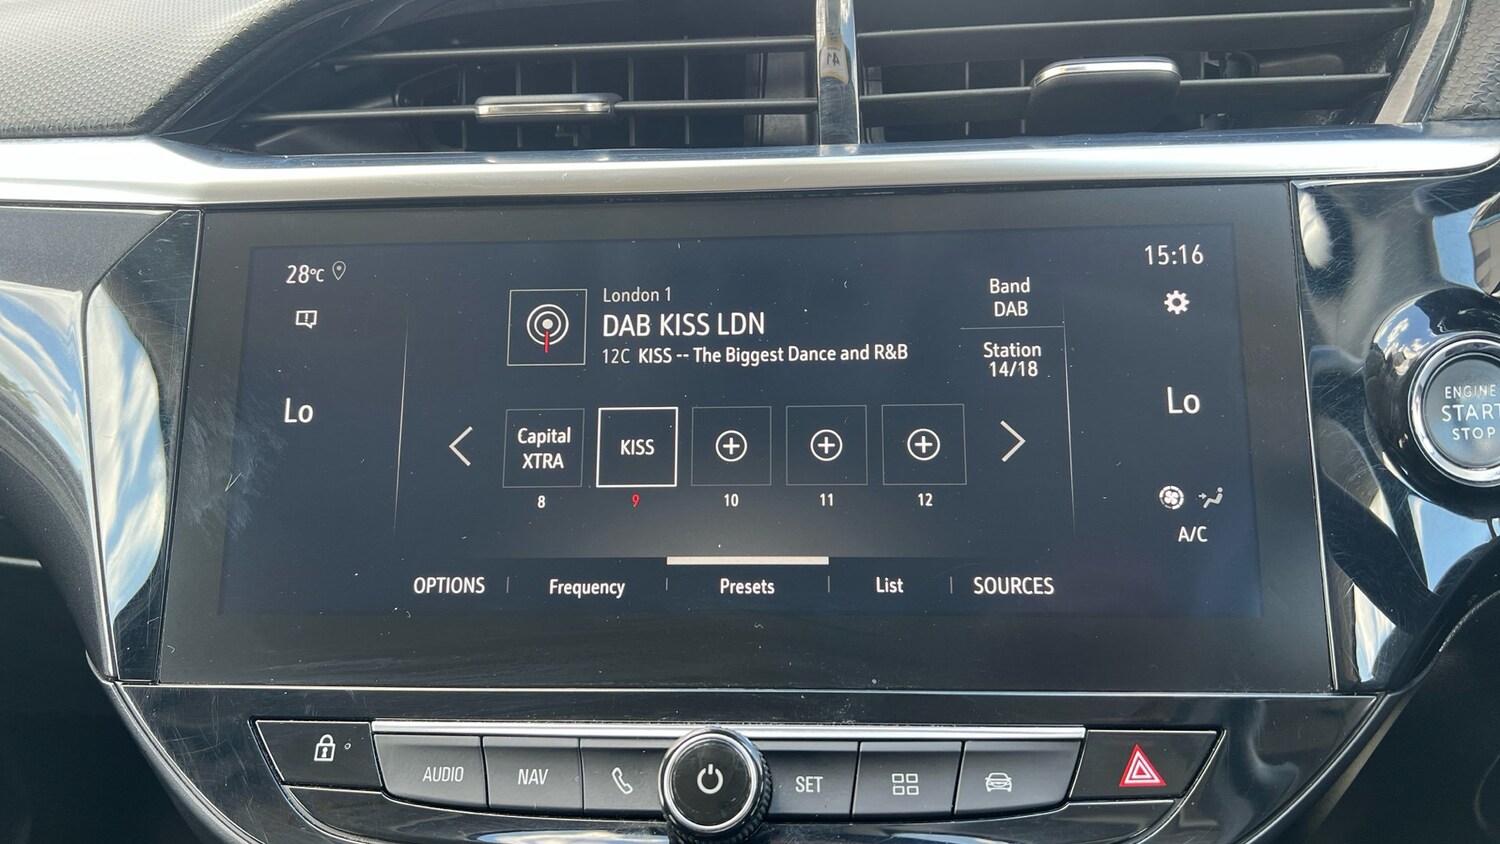 28°C
15:16
London 1
DAB KISS LDN
12C KISS -- The Biggest Dance and R&B
Band
DAB
Station
14/18
Lo
Lo
Capital
XTRA
KISS
8
9
10
11
12
A/C
OPTIONS
Frequency
Presets
List
SOURCES
ENGINE
START
STOP
AUDIO
NAV
SET